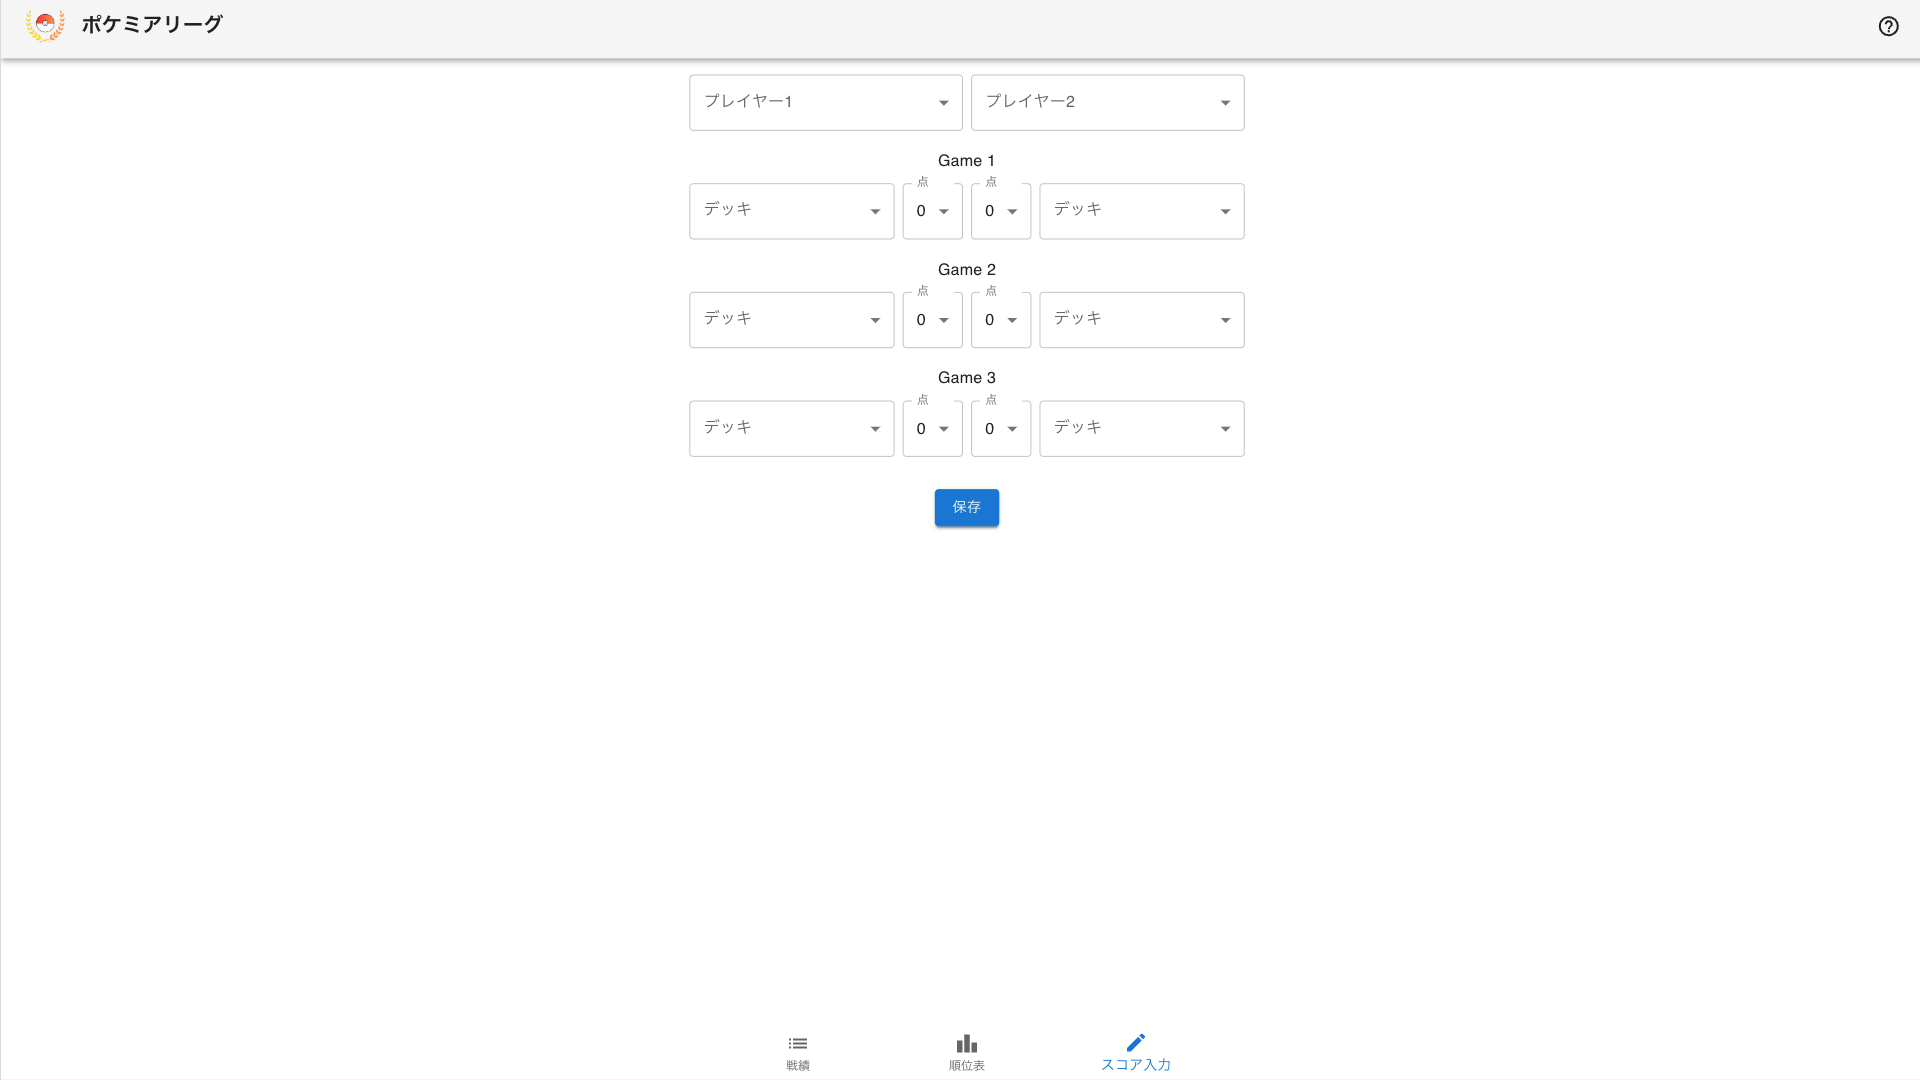 ポケミアリーグ
プレイヤー1 プレイヤー2
Game 1
点 点
デッキ 0 0 デッキ
Game 2
点 点
デッキ 0 0 デッキ
Game 3
点 点
デッキ 0 0 デッキ
保存
戦績 順位表 スコア入力